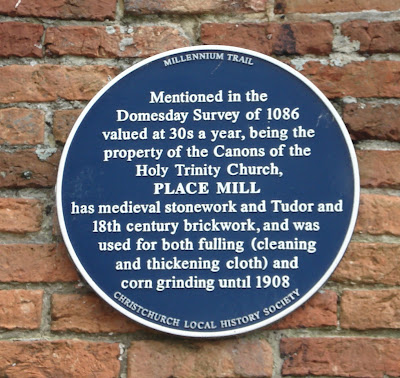 MILLENNIUM TRAIL
Mentioned in the
Domesday Survey of 1086
valued at 30s a year, being the
property of the Canons of the
Holy Trinity Church,
PLACE MILL
has medieval stonework and Tudor and
18th century brickwork, and was
used for both fulling (cleaning
and thickening cloth) and
corn grinding until 1908
CHRISTCHURCH LOCAL HISTORY SOCIETY